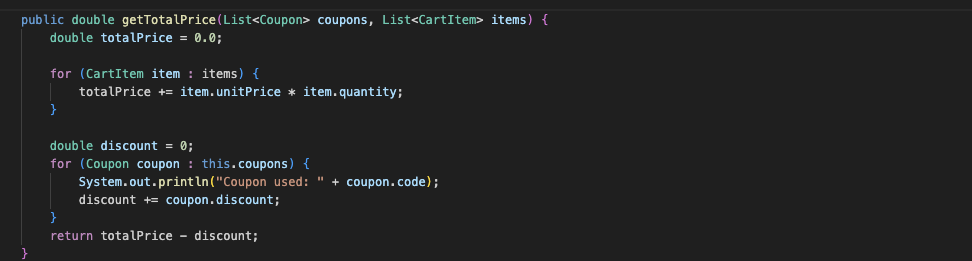 public double getTotalPrice(List<Coupon> coupons, List<CartItem> items) {
    double totalPrice = 0.0;

    for (CartItem item : items) {
        totalPrice += item.unitPrice * item.quantity;
    }

    double discount = 0;
    for (Coupon coupon : this.coupons) {
        System.out.println("Coupon used: " + coupon.code);
        discount += coupon.discount;
    }
    return totalPrice - discount;
}